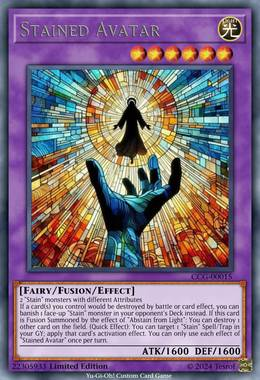 STAINED AVATAR
LIGHT
CCG-00015
[FAIRY/FUSION/EFFECT]
2 "Stain" monsters with different Attributes
If a card(s) you control would be destroyed by battle or card effect, you can
banish 1 face-up "Stain" monster in your opponent's Deck instead. If this card
is Fusion Summoned by the effect of "Abstain from Light": You can destroy 1
other card on the field. (Quick Effect): You can target 1 "Stain" Spell/Trap in
your GY; apply that card's activation effect. You can only use each effect of
"Stained Avatar" once per turn.
ATK/1600 DEF/1600
22305933 Limited Edition
© 2024 Tesrof
Yu-Gi-Oh! Custom Card Game